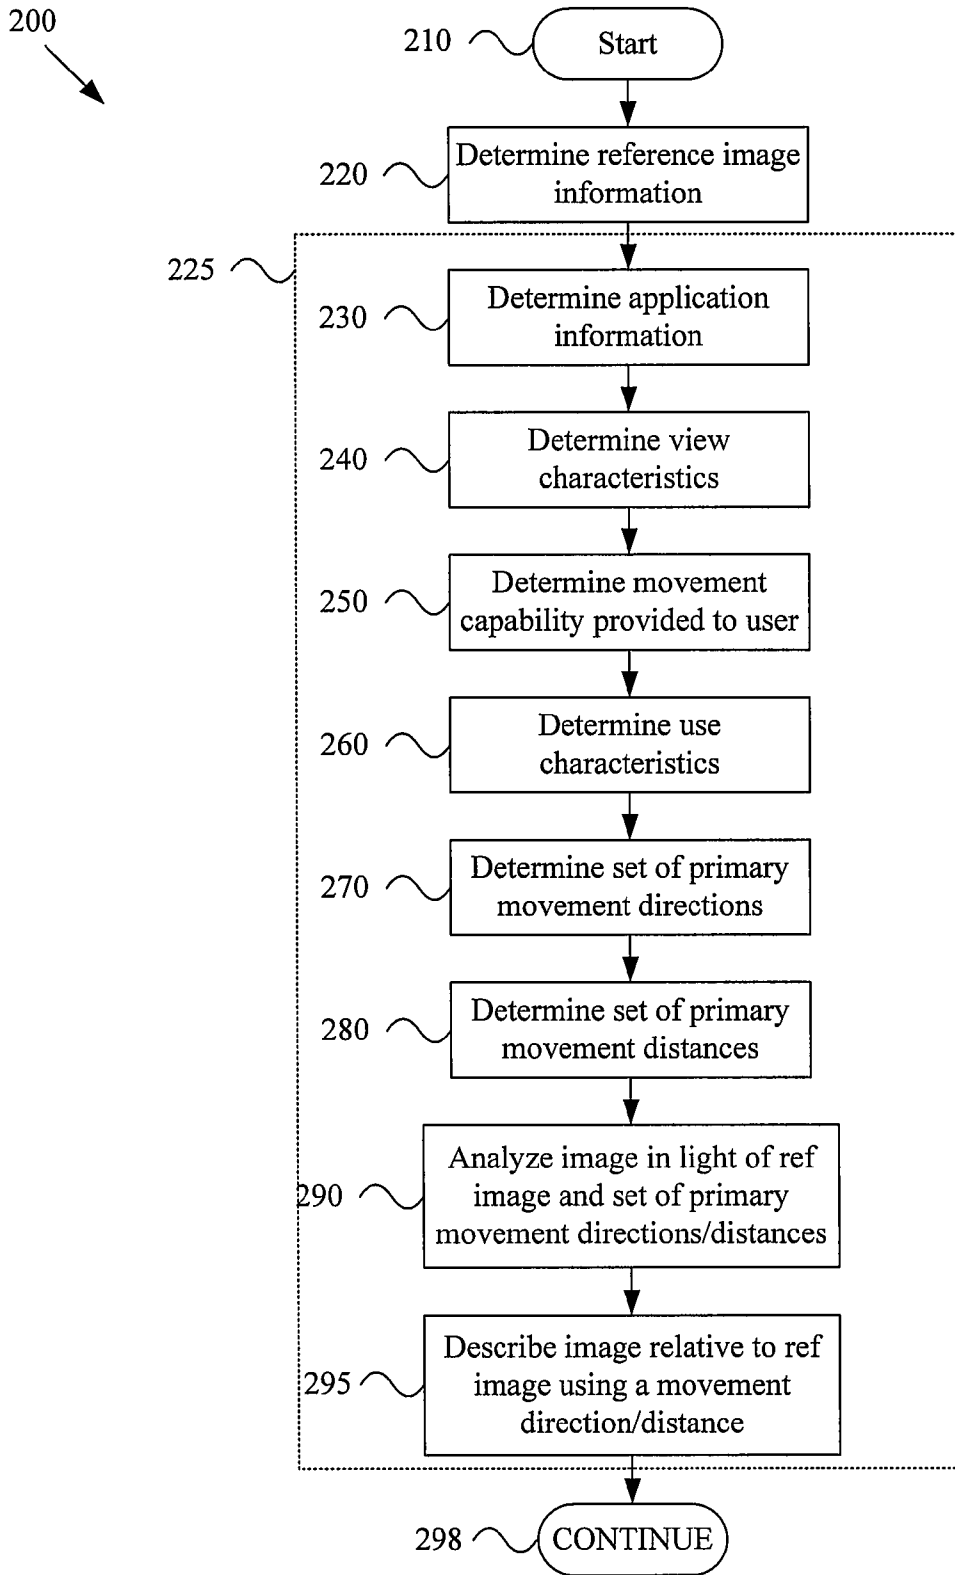 200
210
Start
220
Determine reference image
information
225
230
Determine application
information
240
Determine view
characteristics
250
Determine movement
capability provided to user
260
Determine use
characteristics
270
Determine set of primary
movement directions
280
Determine set of primary
movement distances
290
Analyze image in light of ref
image and set of primary
movement directions/distances
295
Describe image relative to ref
image using a movement
direction/distance
298
CONTINUE